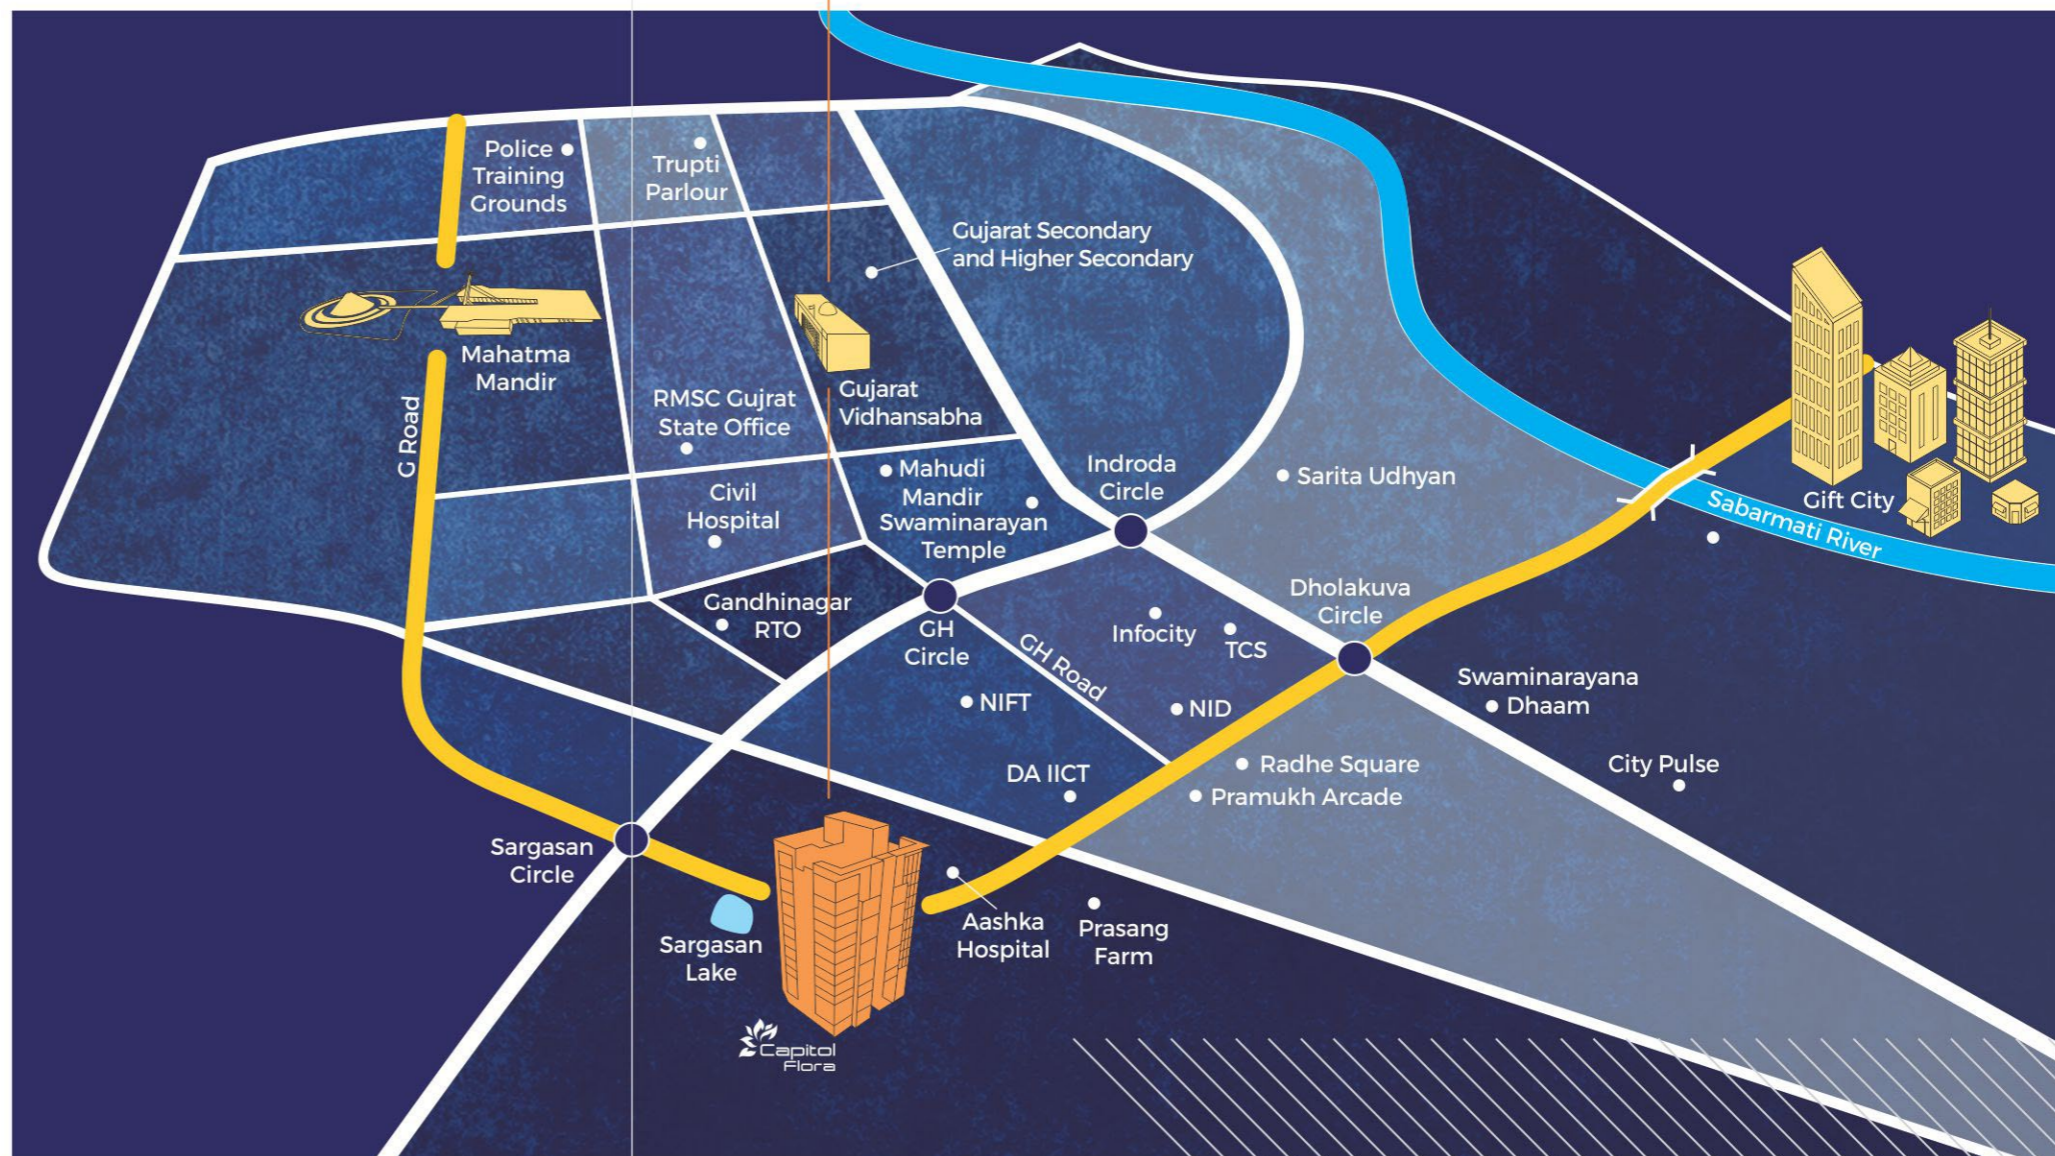 Police
Training
Grounds
Trupti
Parlour
Gujarat Secondary
and Higher Secondary
Mahatma
Mandir
G Road
RMSC Gujrat
State Office
Gujarat
Vidhansabha
Civil
Hospital
Mahudi
Mandir
Swaminarayan
Temple
Indroda
Circle
Sarita Udhyan
Gift City
Sabarmati River
Gandhinagar
RTO
GH
Circle
GH Road
Infocity
TCS
Dholakuva
Circle
NIFT
NID
Swaminarayana
Dhaam
DA IICT
Radhe Square
Pramukh Arcade
City Pulse
Sargasan
Circle
Sargasan
Lake
Aashka
Hospital
Prasang
Farm
Capitol
Flora